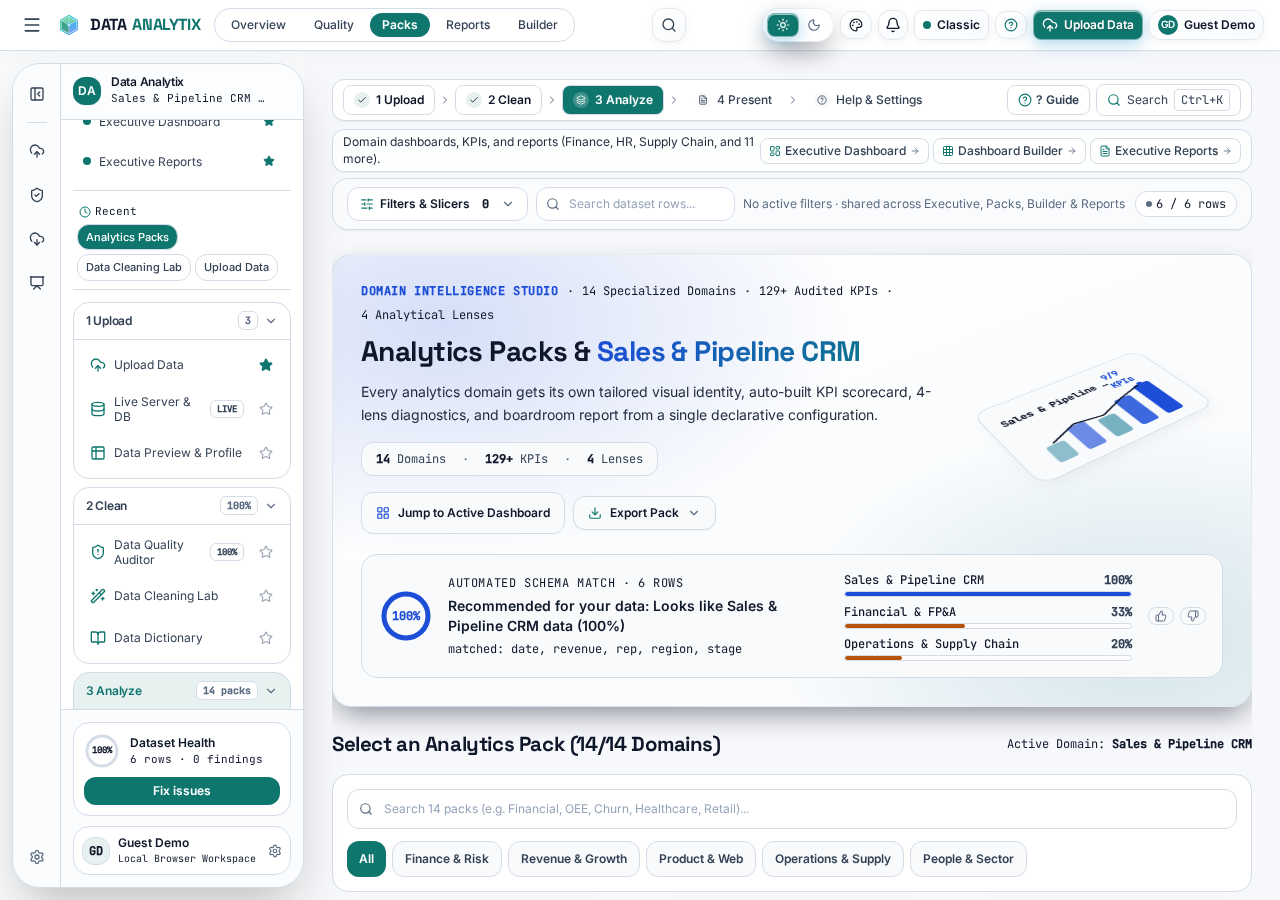 DATA ANALYTIX
Overview
Quality
Packs
Reports
Builder
Classic
Upload Data
GD
Guest Demo
DA
Data Analytix
Sales & Pipeline CRM …
Executive Dashboard
Executive Reports
Recent
Analytics Packs
Data Cleaning Lab
Upload Data
1 Upload
3
Upload Data
Live Server & DB
LIVE
Data Preview & Profile
2 Clean
100%
Data Quality Auditor
100%
Data Cleaning Lab
Data Dictionary
3 Analyze
14 packs
100%
Dataset Health
6 rows · 0 findings
Fix issues
GD
Guest Demo
Local Browser Workspace
1 Upload
2 Clean
3 Analyze
4 Present
Help & Settings
? Guide
Search
Ctrl+K
Domain dashboards, KPIs, and reports (Finance, HR, Supply Chain, and 11
more).
Executive Dashboard →
Dashboard Builder →
Executive Reports →
Filters & Slicers 0
Search dataset rows...
No active filters · shared across Executive, Packs, Builder & Reports
6 / 6 rows
DOMAIN INTELLIGENCE STUDIO · 14 Specialized Domains · 129+ Audited KPIs ·
4 Analytical Lenses
Analytics Packs & Sales & Pipeline CRM
Every analytics domain gets its own tailored visual identity, auto-built KPI scorecard, 4-
lens diagnostics, and boardroom report from a single declarative configuration.
14 Domains · 129+ KPIs · 4 Lenses
Jump to Active Dashboard
Export Pack
Sales & Pipeline …
9/9
KPIs
100%
AUTOMATED SCHEMA MATCH · 6 ROWS
Recommended for your data: Looks like Sales &
Pipeline CRM data (100%)
matched: date, revenue, rep, region, stage
Sales & Pipeline CRM 100%
Financial & FP&A 33%
Operations & Supply Chain 20%
Select an Analytics Pack (14/14 Domains)
Active Domain: Sales & Pipeline CRM
Search 14 packs (e.g. Financial, OEE, Churn, Healthcare, Retail)...
All
Finance & Risk
Revenue & Growth
Product & Web
Operations & Supply
People & Sector